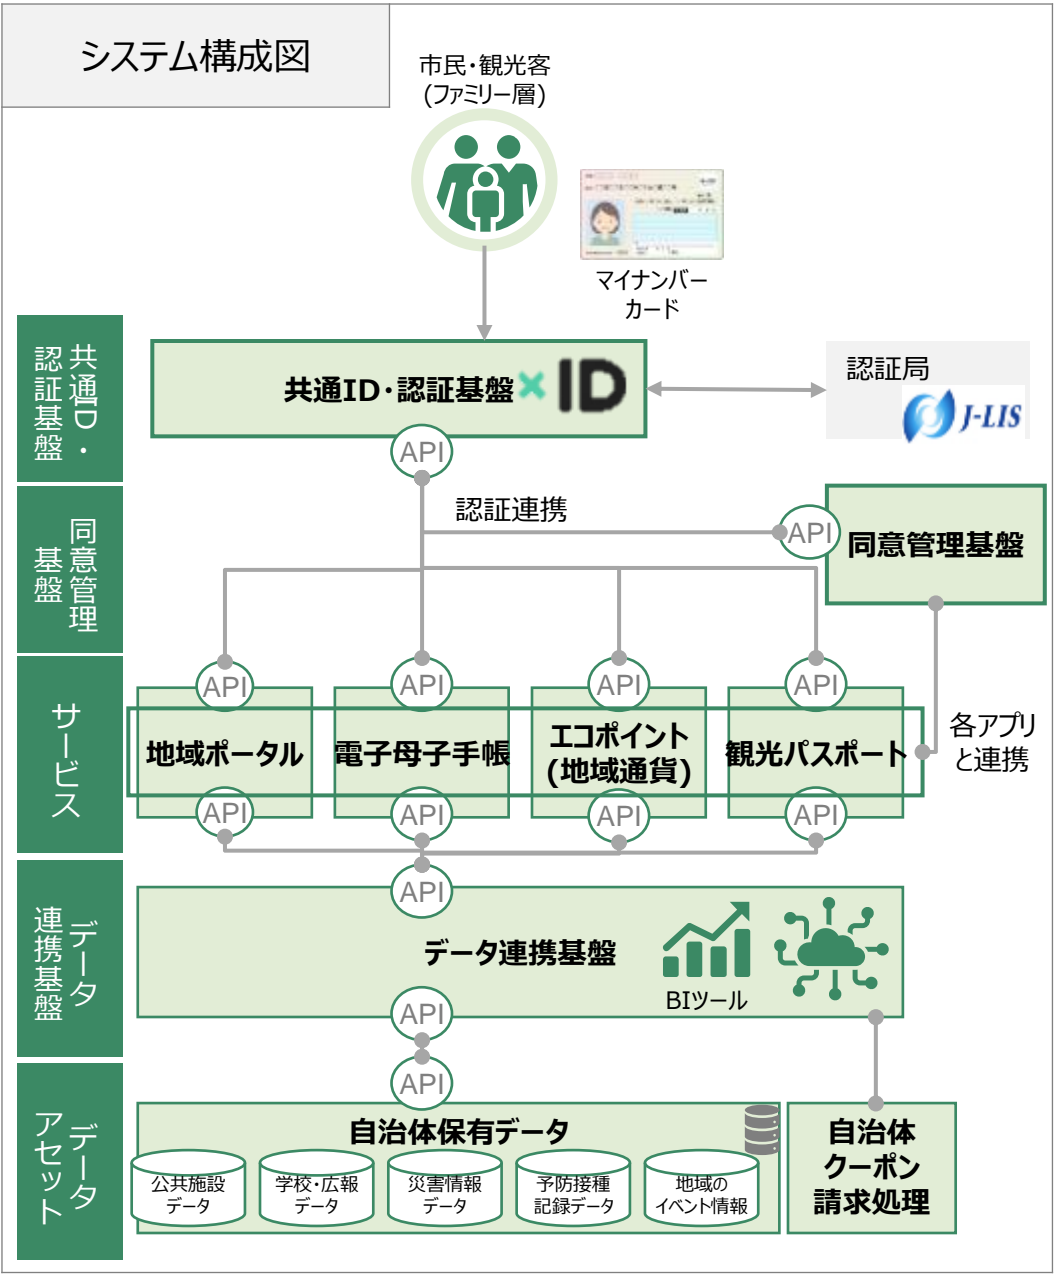 システム構成図
市民・観光客
(ファミリー層)
マイナンバー
カード
共通ID・
認証基盤
共通ID・認証基盤
×ID
認証局
J-LIS
API
同意管理
基盤
認証連携
API
同意管理基盤
サービス
API
API
API
API
地域ポータル
電子母子手帳
エコポイント
(地域通貨)
観光パスポート
各アプリ
と連携
API
API
API
API
データ
連携基盤
API
データ連携基盤
BIツール
API
データ
アセット
API
自治体保有データ
公共施設
データ
学校・広報
データ
災害情報
データ
予防接種
記録データ
地域の
イベント情報
自治体
クーポン
請求処理